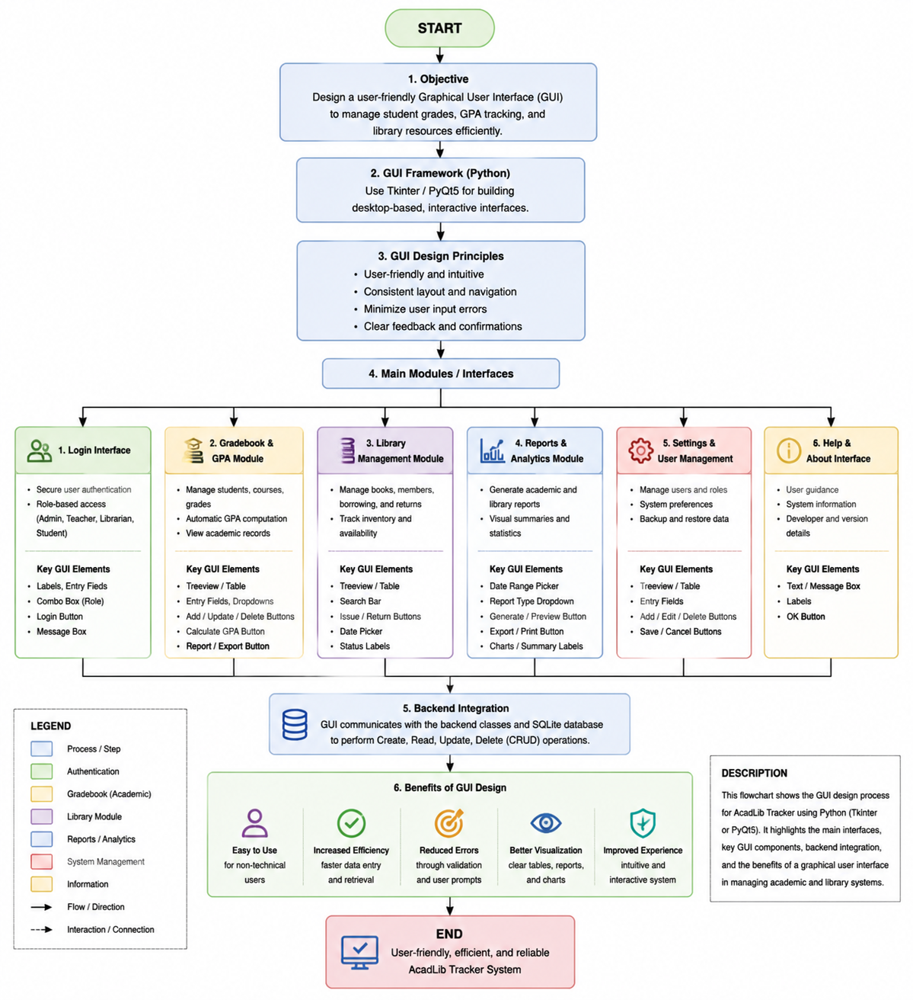 START
1. Objective
Design a user-friendly Graphical User Interface (GUI)
to manage student grades, GPA tracking, and
library resources efficiently.
2. GUI Framework (Python)
Use Tkinter / PyQt5 for building
desktop-based, interactive interfaces.
3. GUI Design Principles
• User-friendly and intuitive
• Consistent layout and navigation
• Minimize user input errors
• Clear feedback and confirmations
4. Main Modules / Interfaces
1. Login Interface
• Secure user authentication
• Role-based access
(Admin, Teacher, Librarian,
Student)
Key GUI Elements
• Labels, Entry Fieds
• Combo Box (Role)
• Login Button
• Message Box
2. Gradebook &
GPA Module
• Manage students, courses,
grades
• Automatic GPA computation
• View academic records
Key GUI Elements
• Treeview / Table
• Entry Fields, Dropdowns
• Add / Update / Delete Buttons
• Calculate GPA Button
• Report / Export Button
3. Library
Management Module
• Manage books, members,
borrowing, and returns
• Track inventory and
availability
Key GUI Elements
• Treeview / Table
• Search Bar
• Issue / Return Buttons
• Date Picker
• Status Labels
4. Reports &
Analytics Module
• Generate academic and
library reports
• Visual summaries and
statistics
Key GUI Elements
• Date Range Picker
• Report Type Dropdown
• Generate / Preview Button
• Export / Print Button
• Charts / Summary Labels
5. Settings &
User Management
• Manage users and roles
• System preferences
• Backup and restore data
Key GUI Elements
• Treeview / Table
• Entry Fields
• Add / Edit / Delete Buttons
• Save / Cancel Buttons
6. Help &
About Interface
• User guidance
• System information
• Developer and version
details
Key GUI Elements
• Text / Message Box
• Labels
• OK Button
5. Backend Integration
GUI communicates with the backend classes and SQLite database
to perform Create, Read, Update, Delete (CRUD) operations.
6. Benefits of GUI Design
Easy to Use
for non-technical
users
Increased Efficiency
faster data entry
and retrieval
Reduced Errors
through validation
and user prompts
Better Visualization
clear tables, reports,
and charts
Improved Experience
intuitive and
interactive system
END
User-friendly, efficient, and reliable
AcadLib Tracker System
LEGEND
Process / Step
Authentication
Gradebook (Academic)
Library Module
Reports / Analytics
System Management
Information
Flow / Direction
Interaction / Connection
DESCRIPTION
This flowchart shows the GUI design process
for AcadLib Tracker using Python (Tkinter
or PyQt5). It highlights the main interfaces,
key GUI components, backend integration,
and the benefits of a graphical user interface
in managing academic and library systems.